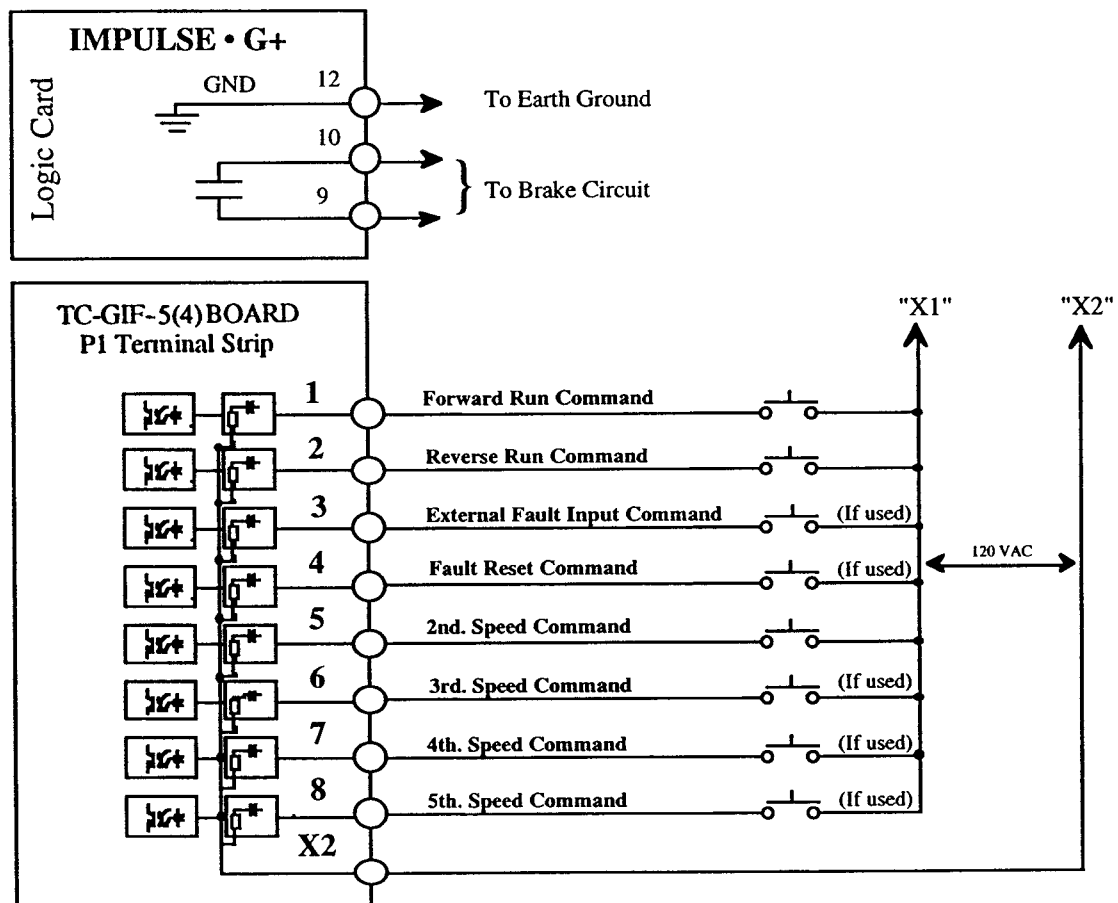 IMPULSE • G+
Logic Card
GND
12
To Earth Ground
10
9
To Brake Circuit
TC-GIF-5(4) BOARD
P1 Terminal Strip
"X1"
"X2"
1
Forward Run Command
2
Reverse Run Command
3
External Fault Input Command
(If used)
120 VAC
4
Fault Reset Command
(If used)
5
2nd. Speed Command
6
3rd. Speed Command
(If used)
7
4th. Speed Command
(If used)
8
5th. Speed Command
(If used)
X2